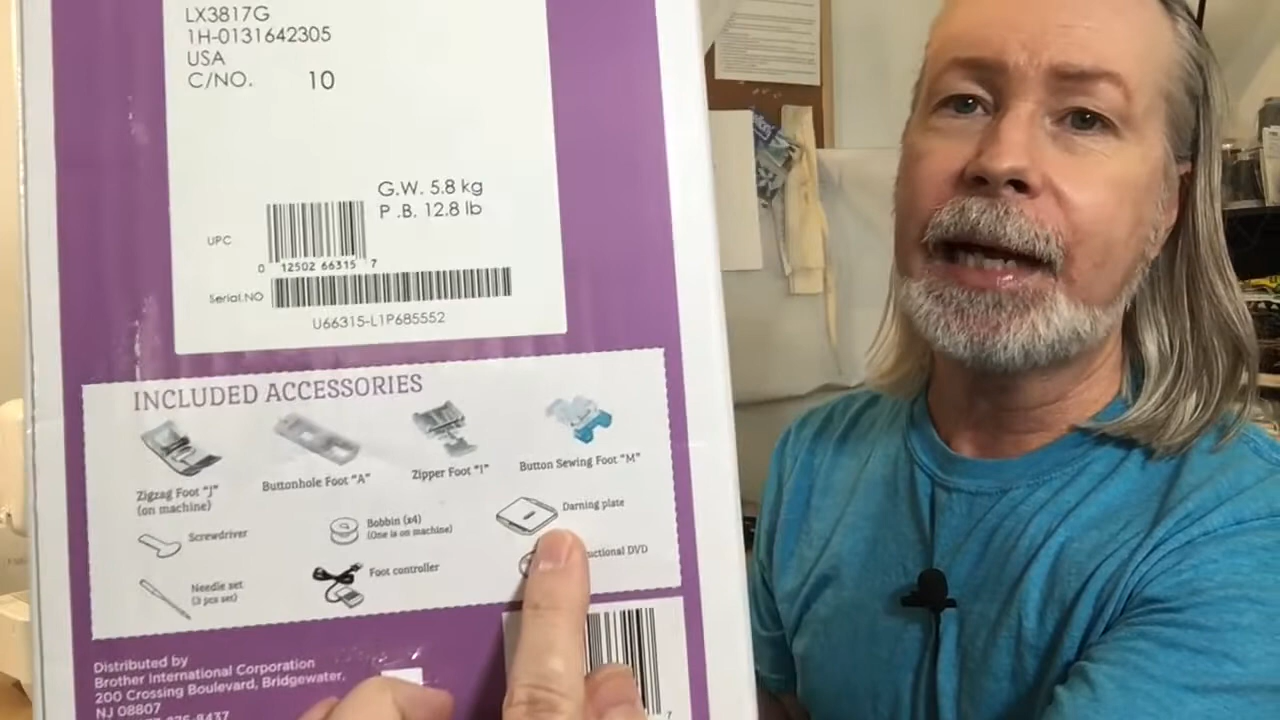 LX3817G
1H-0131642305
USA
C/NO. 10
G.W. 5.8 kg
P .B. 12.8 lb
UPC
0 12502 66315 7
Serial.NO
U66315-L1P685552
INCLUDED ACCESSORIES
Zigzag Foot "J"
(on machine)
Buttonhole Foot "A"
Zipper Foot "I"
Button Sewing Foot "M"
Screwdriver
Bobbin (x4)
(One is on machine)
Darning plate
Needle set
(3 pcs set)
Foot controller
uctional DVD
Distributed by
Brother International Corporation
200 Crossing Boulevard, Bridgewater,
NJ 08807
7